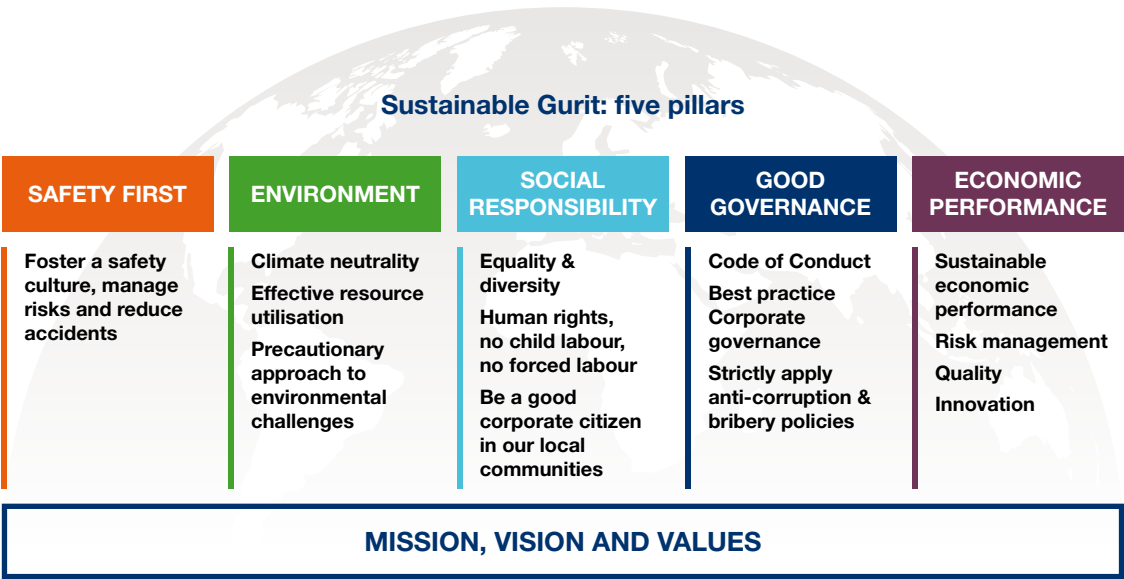 Sustainable Gurit: five pillars
SAFETY FIRST
Foster a safety
culture, manage
risks and reduce
accidents
ENVIRONMENT
Climate neutrality
Effective resource
utilisation
Precautionary
approach to
environmental
challenges
SOCIAL
RESPONSIBILITY
Equality &
diversity
Human rights,
no child labour,
no forced labour
Be a good
corporate citizen
in our local
communities
GOOD
GOVERNANCE
Code of Conduct
Best practice
Corporate
governance
Strictly apply
anti-corruption &
bribery policies
ECONOMIC
PERFORMANCE
Sustainable
economic
performance
Risk management
Quality
Innovation
MISSION, VISION AND VALUES